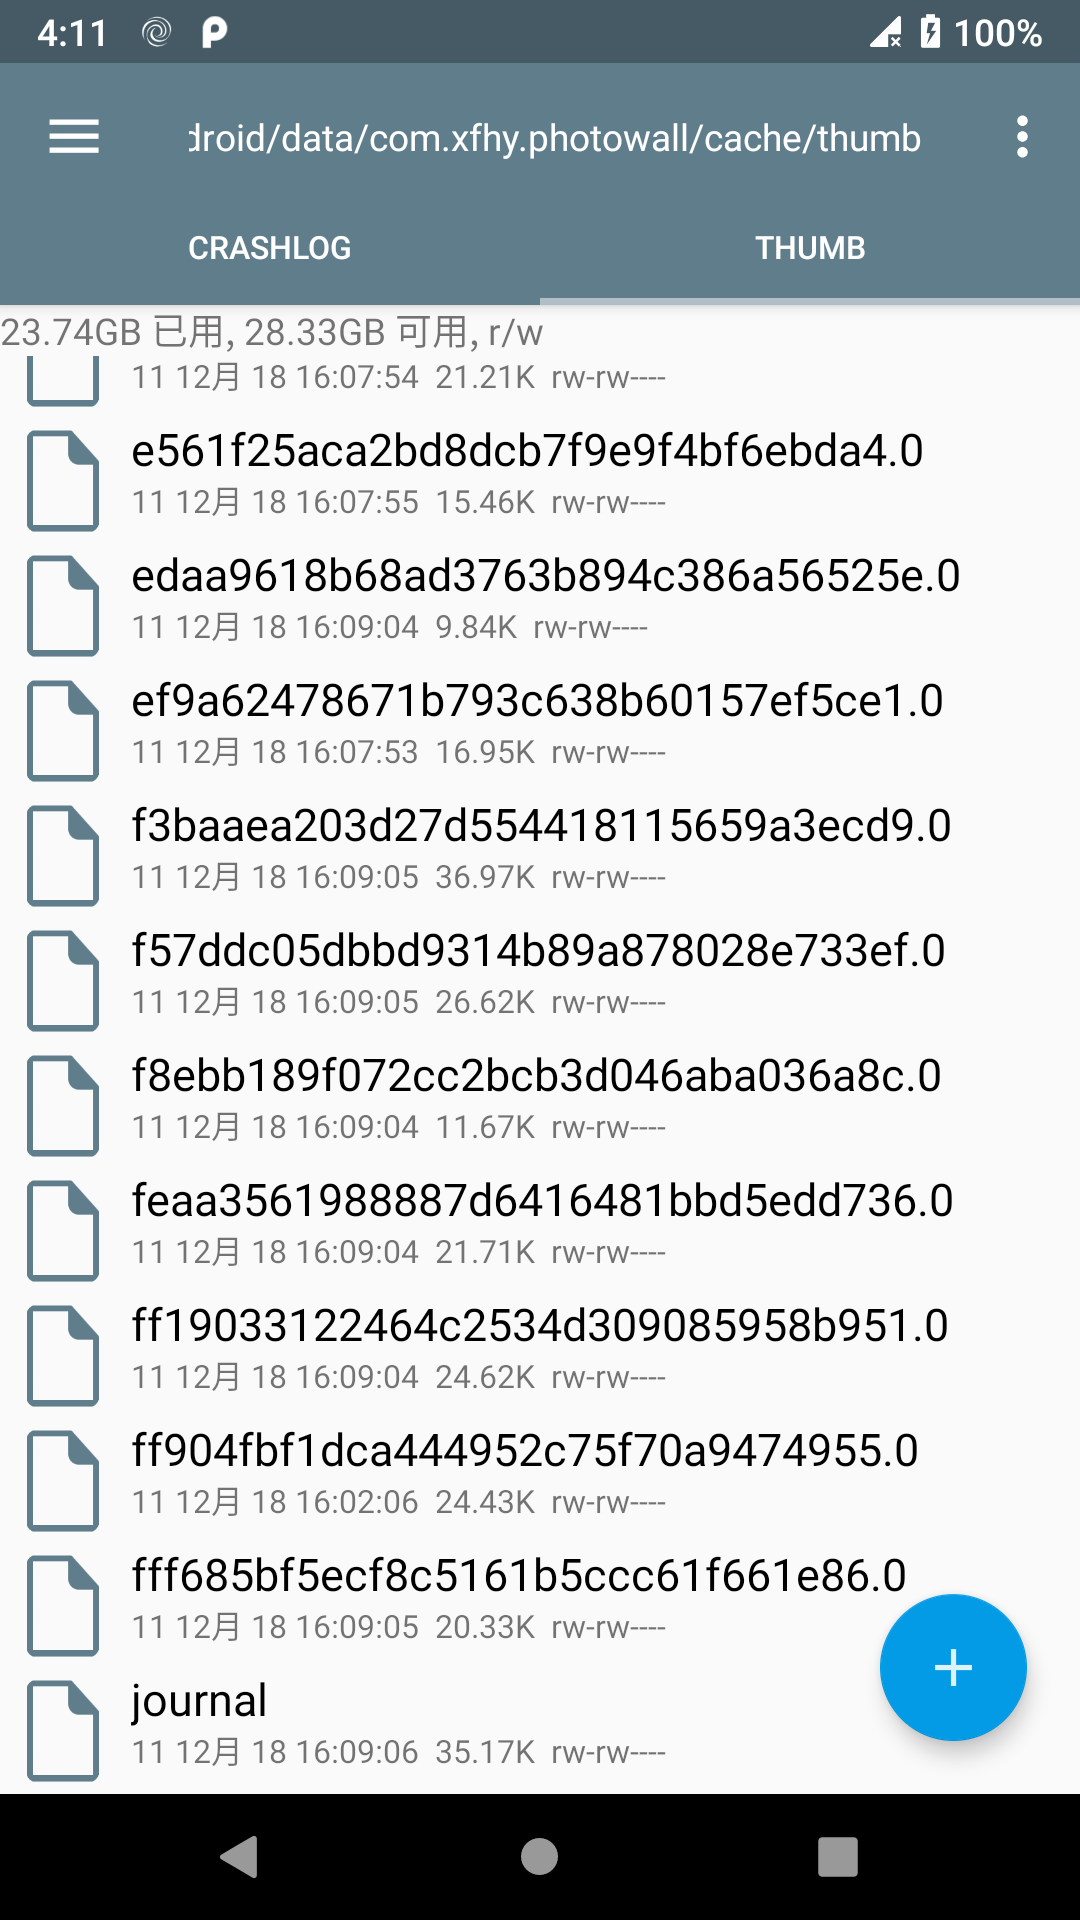 4:11
100%
droid/data/com.xfhy.photowall/cache/thumb
CRASHLOG
THUMB
23.74GB 已用, 28.33GB 可用, r/w
11 12月 18 16:07:54 21.21K rw-rw----
e561f25aca2bd8dcb7f9e9f4bf6ebda4.0
11 12月 18 16:07:55 15.46K rw-rw----
edaa9618b68ad3763b894c386a56525e.0
11 12月 18 16:09:04 9.84K rw-rw----
ef9a62478671b793c638b60157ef5ce1.0
11 12月 18 16:07:53 16.95K rw-rw----
f3baaea203d27d554418115659a3ecd9.0
11 12月 18 16:09:05 36.97K rw-rw----
f57ddc05dbbd9314b89a878028e733ef.0
11 12月 18 16:09:05 26.62K rw-rw----
f8ebb189f072cc2bcb3d046aba036a8c.0
11 12月 18 16:09:04 11.67K rw-rw----
feaa3561988887d6416481bbd5edd736.0
11 12月 18 16:09:04 21.71K rw-rw----
ff19033122464c2534d309085958b951.0
11 12月 18 16:09:04 24.62K rw-rw----
ff904fbf1dca444952c75f70a9474955.0
11 12月 18 16:02:06 24.43K rw-rw----
fff685bf5ecf8c5161b5ccc61f661e86.0
11 12月 18 16:09:05 20.33K rw-rw----
journal
11 12月 18 16:09:06 35.17K rw-rw----